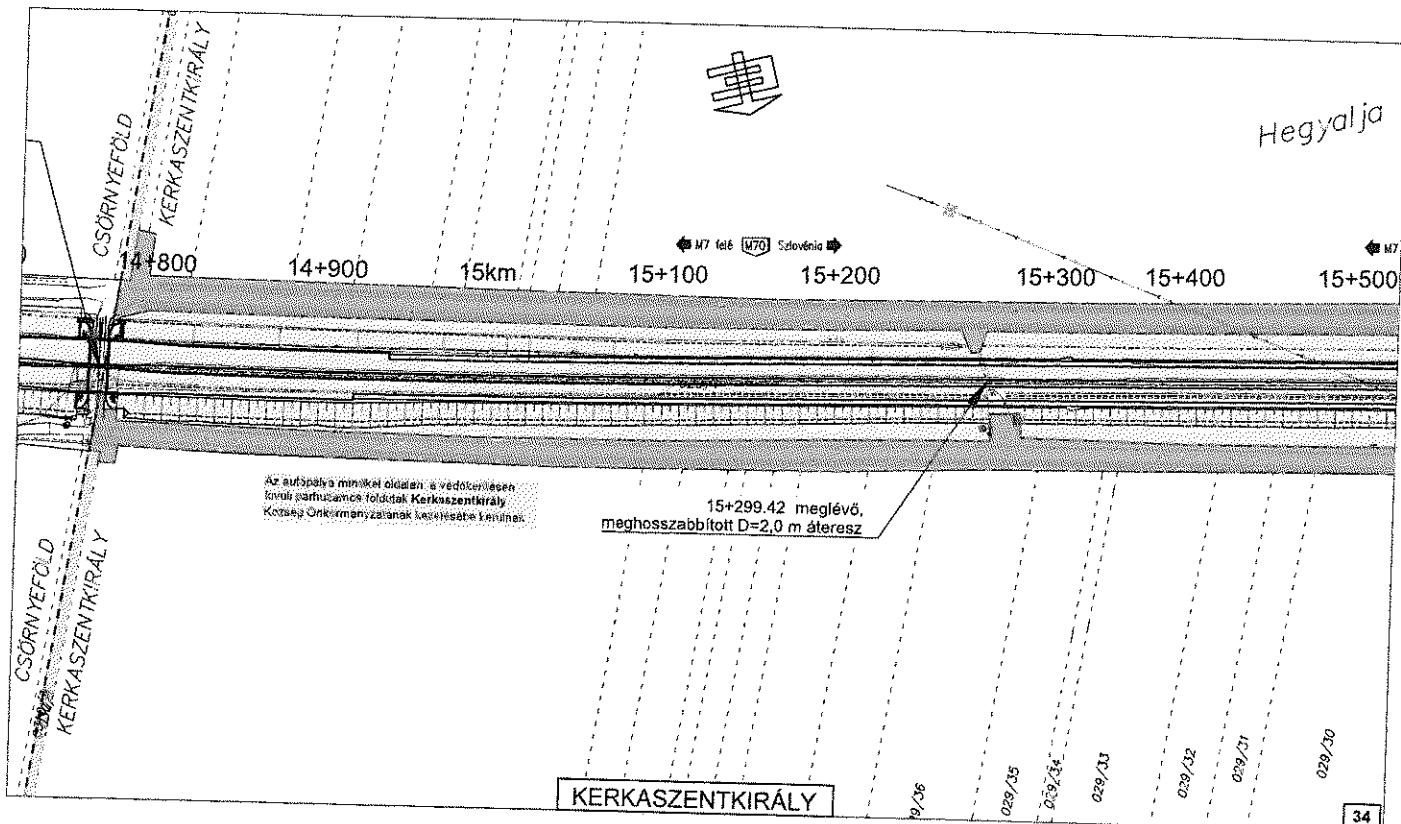 CSÖRNYEFÖLD
KERKASZENTKIRÁLY
Hegyalja
M7 felé M70 Szlovénia
M7
14+800
14+900
15km
15+100
15+200
15+300
15+400
15+500
Az autópálya mindkét oldalán, a védőkerítésen
kívüli párhuzamos földutak Kerkaszentkirály
Község Önkormányzatának kezelésébe kerülnek.
15+299.42 meglévő,
meghosszabbított D=2,0 m áteresz
CSÖRNYEFÖLD
KERKASZENTKIRÁLY
9/36
029/35
029/34
029/33
029/32
029/31
029/30
KERKASZENTKIRÁLY
34